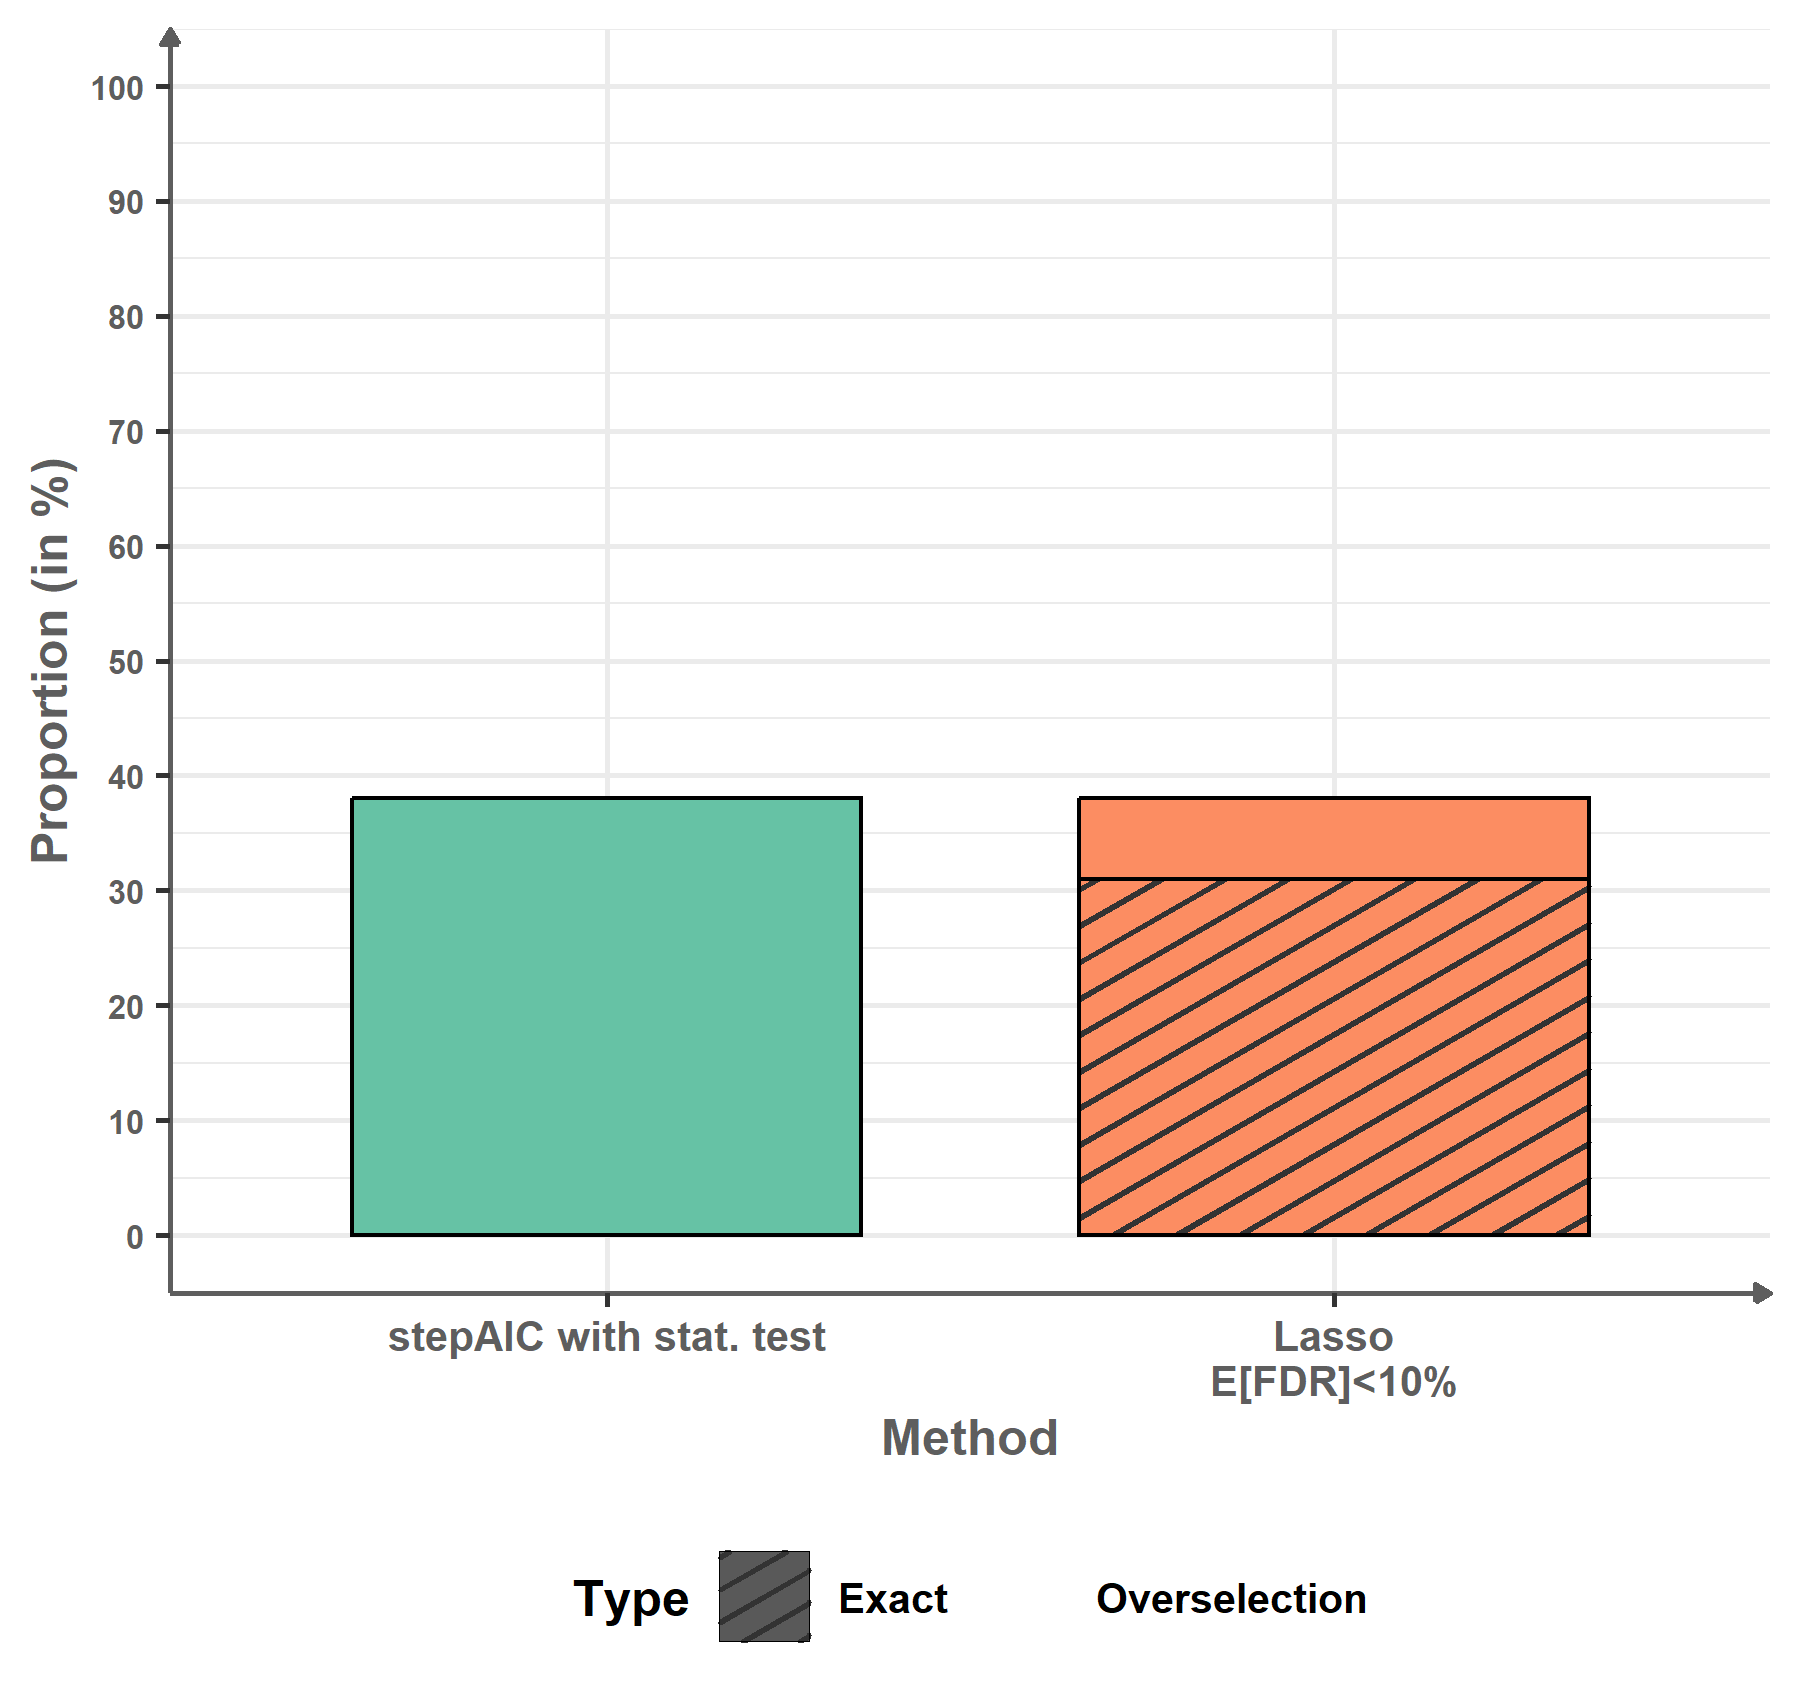 100
90
80
70
60
50
40
30
20
10
0
Proportion (in %)
stepAIC with stat. test
Lasso
E[FDR]<10%
Method
Type
Exact
Overselection